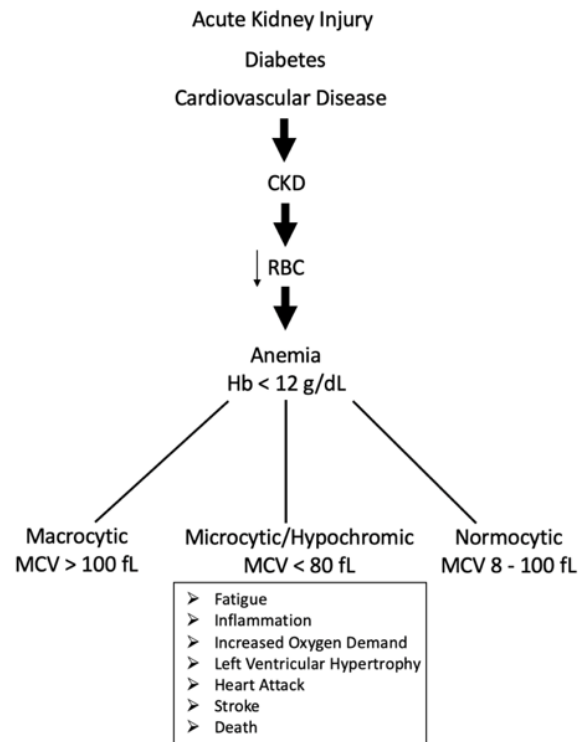 Acute Kidney Injury
Diabetes
Cardiovascular Disease
CKD
↓ RBC
Anemia
Hb < 12 g/dL
Macrocytic
MCV > 100 fL
Microcytic/Hypochromic
MCV < 80 fL
Normocytic
MCV 8 - 100 fL
➢ Fatigue
➢ Inflammation
➢ Increased Oxygen Demand
➢ Left Ventricular Hypertrophy
➢ Heart Attack
➢ Stroke
➢ Death